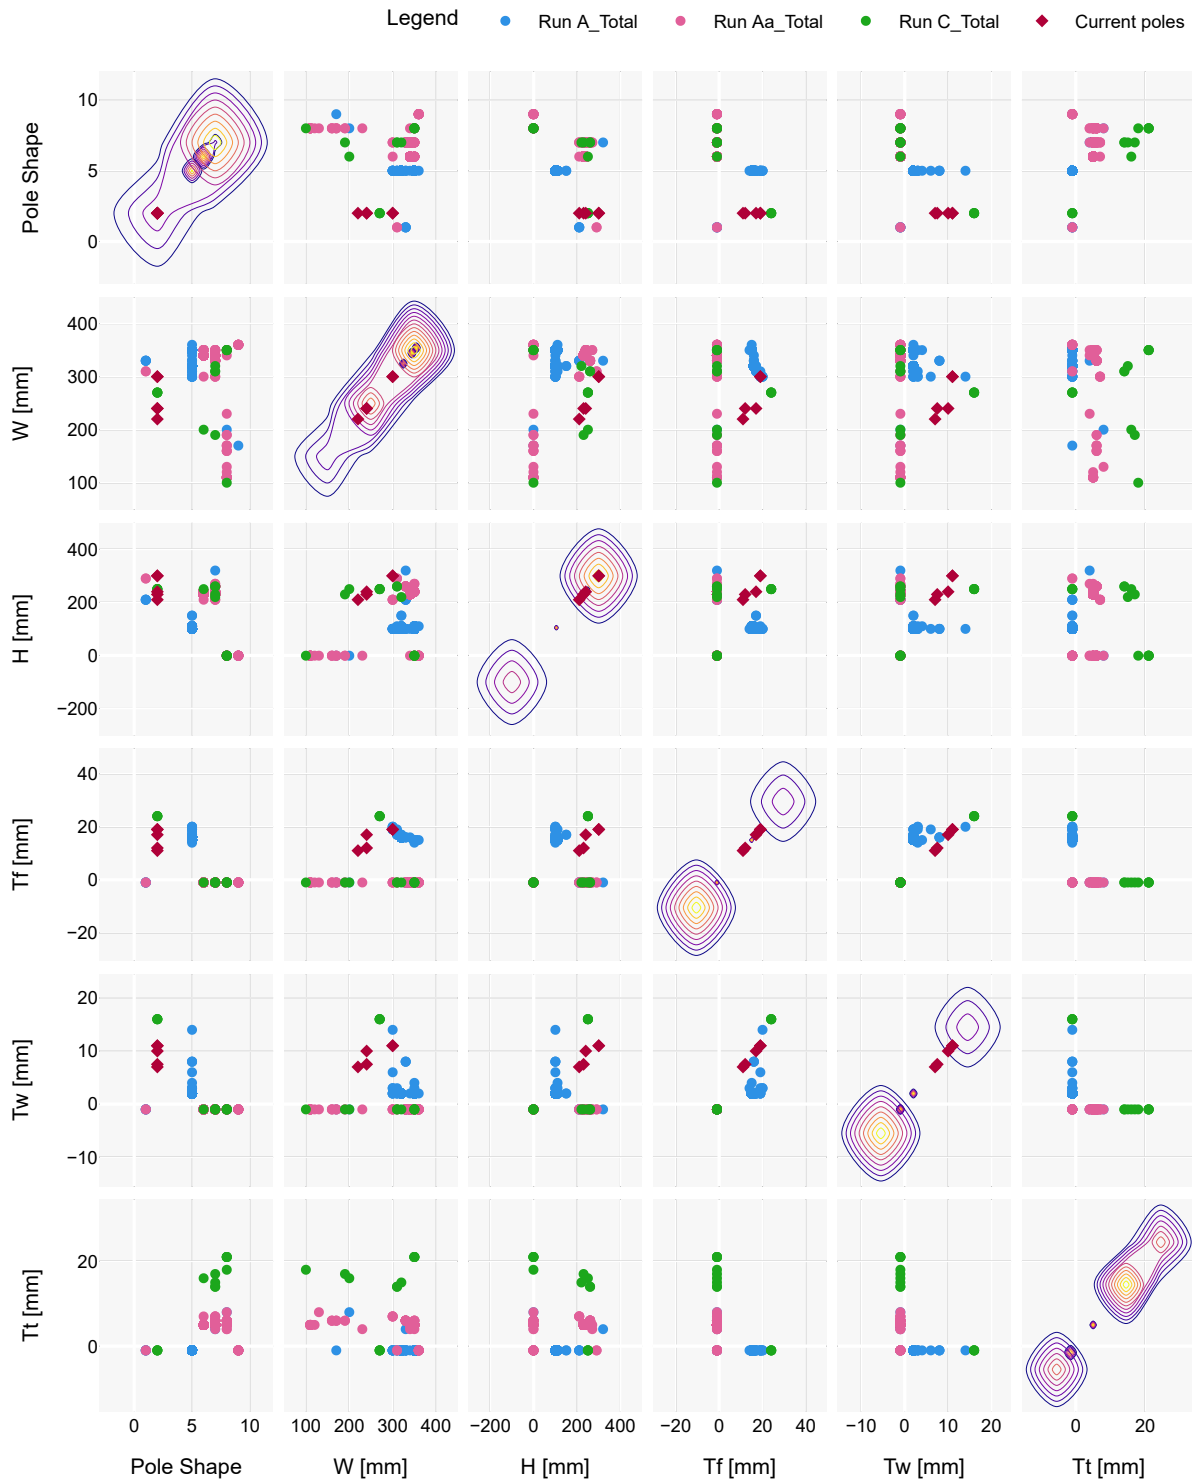 Legend Run A_Total Run Aa_Total Run C_Total Current poles
Pole Shape
10
5
0
W [mm]
400
300
200
100
H [mm]
400
200
0
−200
Tf [mm]
40
20
0
−20
Tw [mm]
20
10
0
−10
Tt [mm]
20
0
0 5 10 100 200 300 400 −200 0 200 400 −20 0 20 40 −10 0 10 20 0 20
Pole Shape W [mm] H [mm] Tf [mm] Tw [mm] Tt [mm]